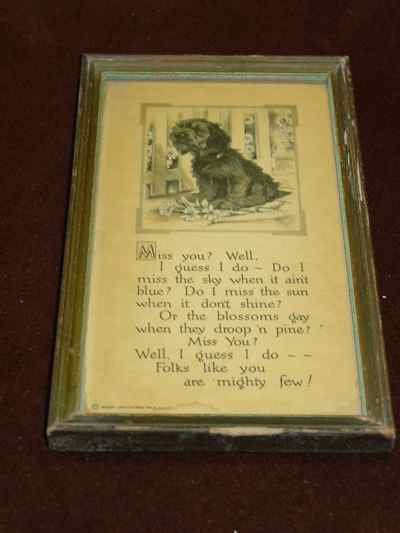 Miss you? Well,
I guess I do ~ Do I
miss the sky when it ain't
blue? Do I miss the sun
when it don't shine?
Or the blossoms gay
when they droop 'n pine?
Miss You?
Well, I guess I do ~ ~
Folks like you
are mighty few!